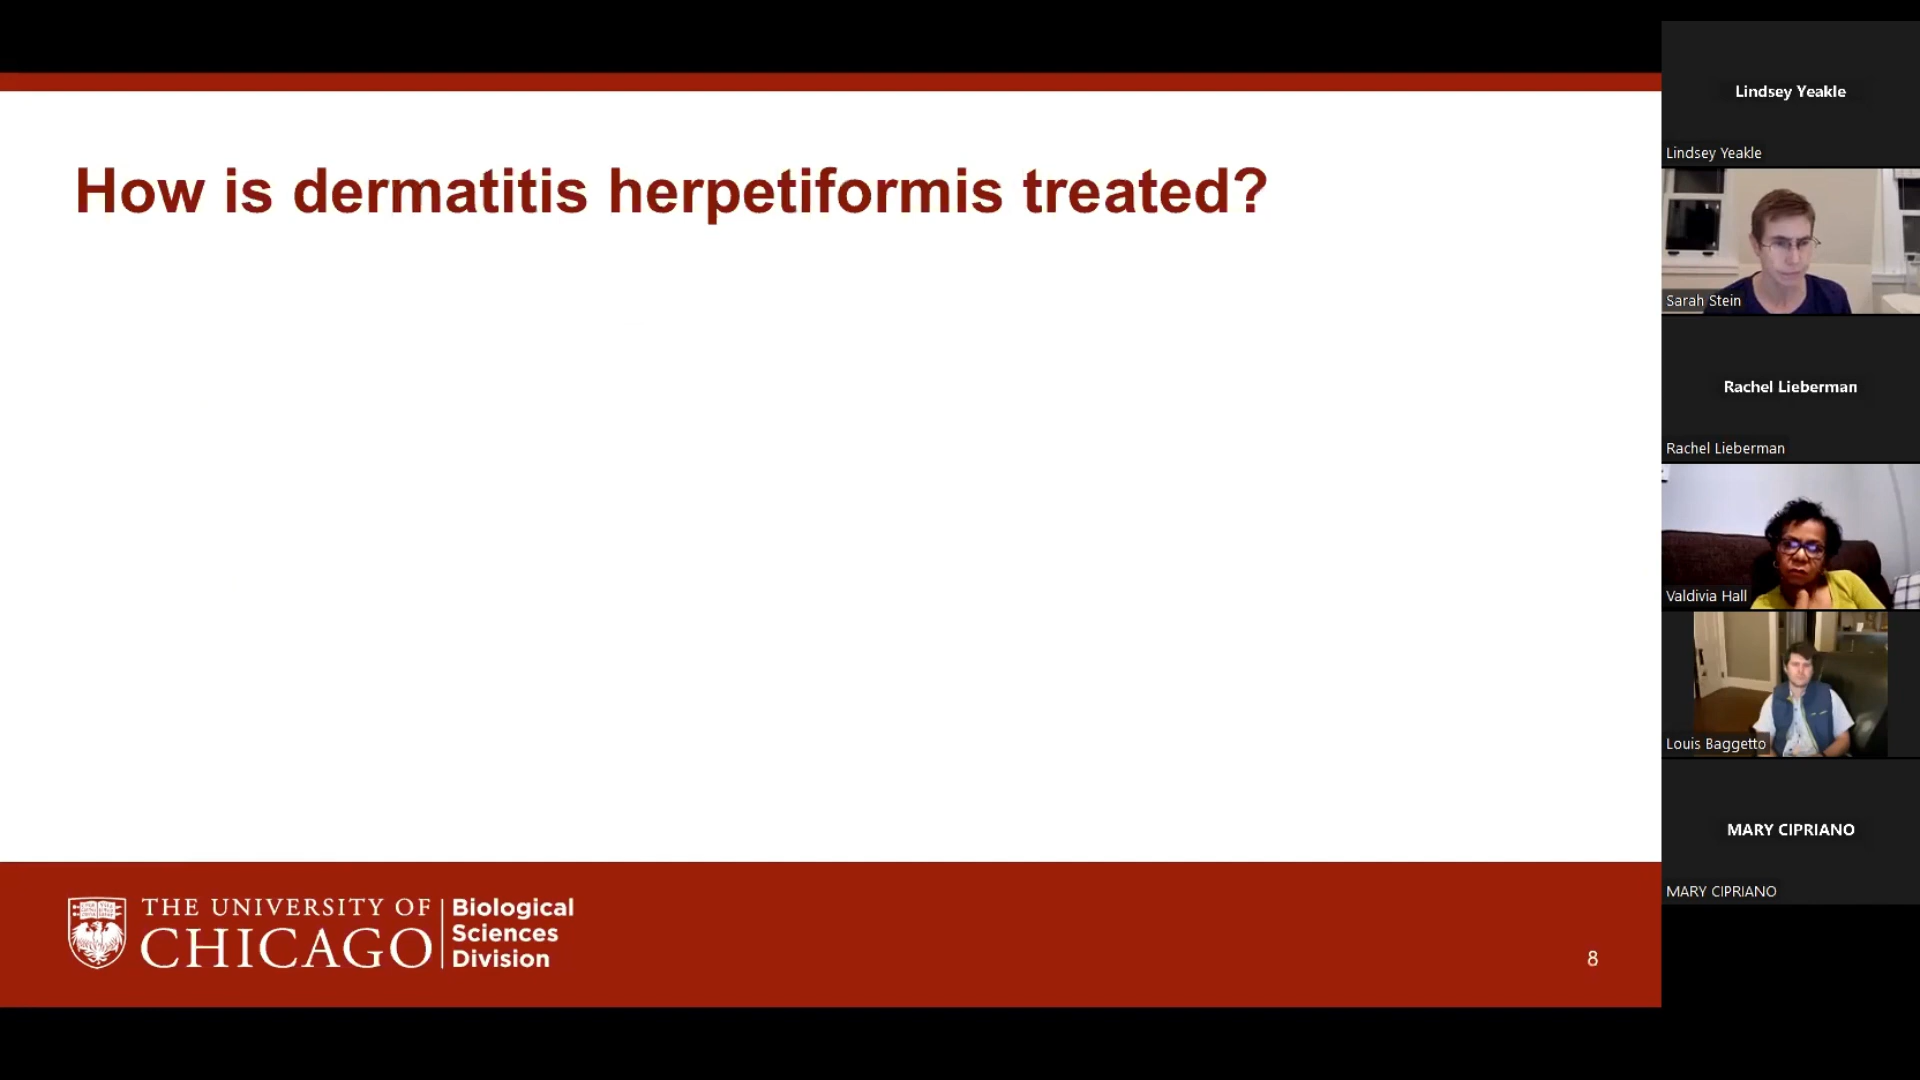 How is dermatitis herpetiformis treated?
THE UNIVERSITY OF
CHICAGO
Biological
Sciences
Division
8
Lindsey Yeakle
Lindsey Yeakle
Sarah Stein
Rachel Lieberman
Rachel Lieberman
Valdivia Hall
Louis Baggetto
MARY CIPRIANO
MARY CIPRIANO